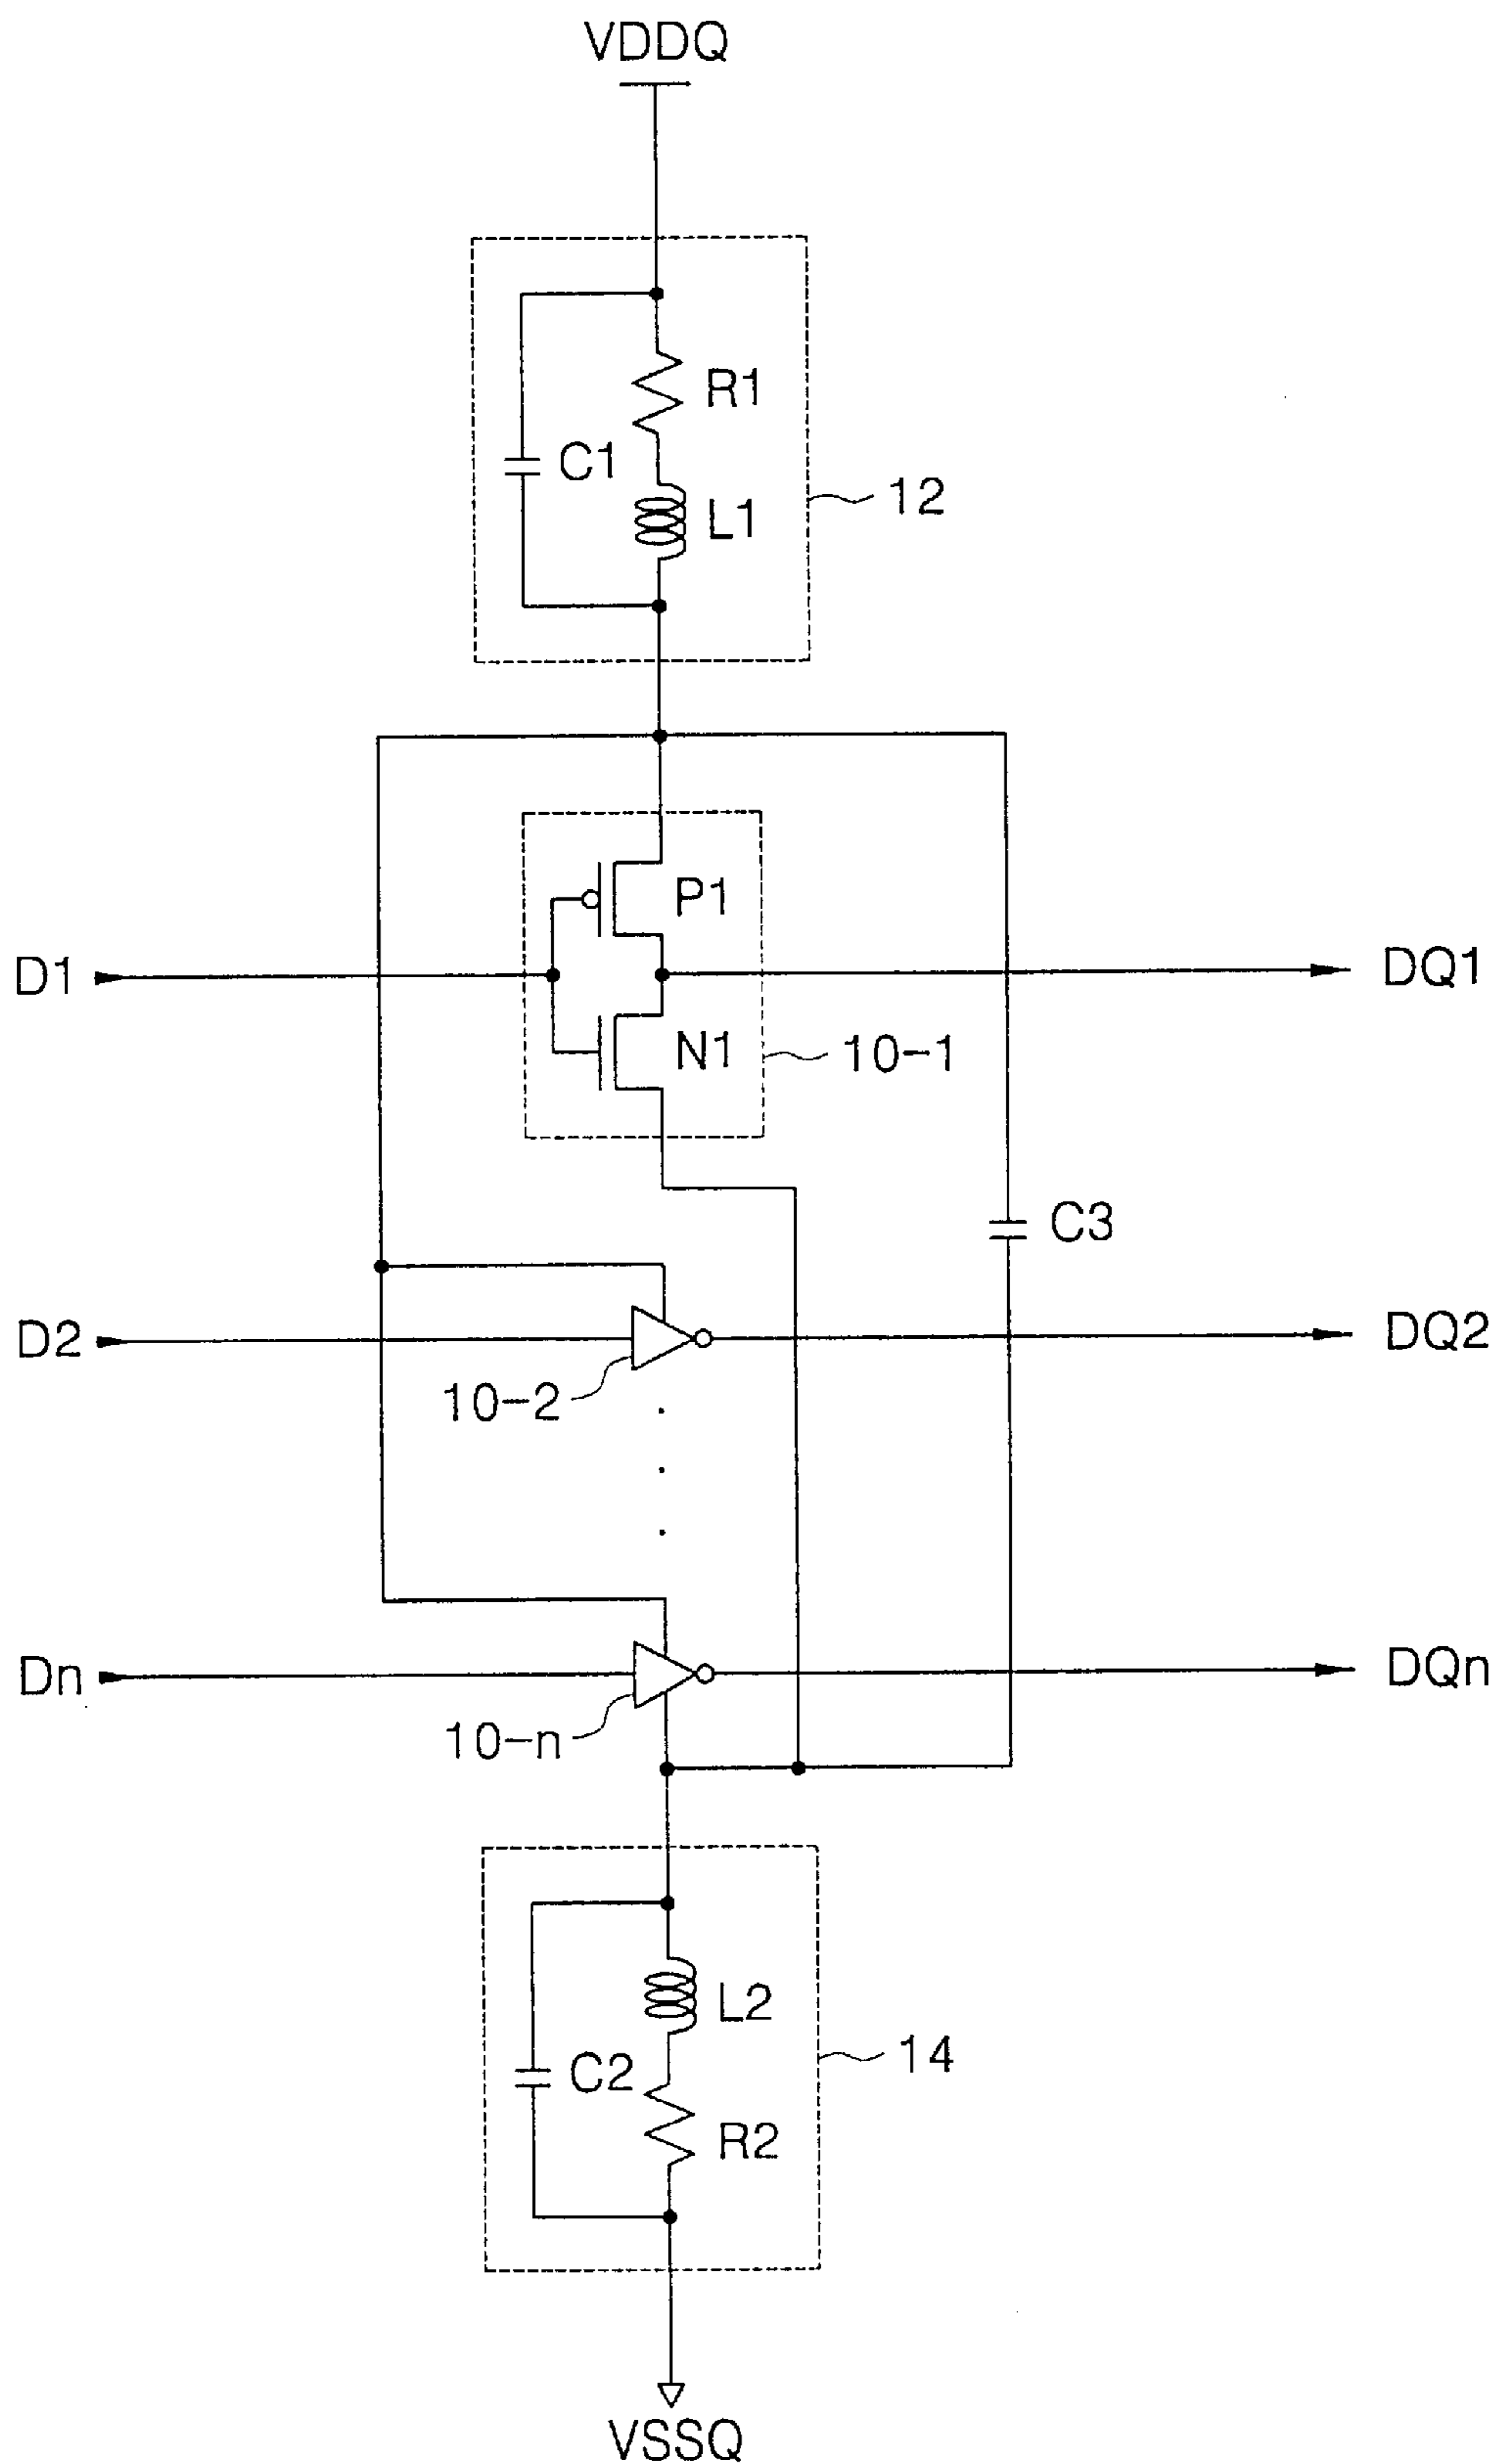 VDDQ
R1
C1
L1
12
P1
D1
DQ1
N1
10-1
C3
D2
DQ2
10-2
Dn
DQn
10-n
L2
C2
14
R2
VSSQ